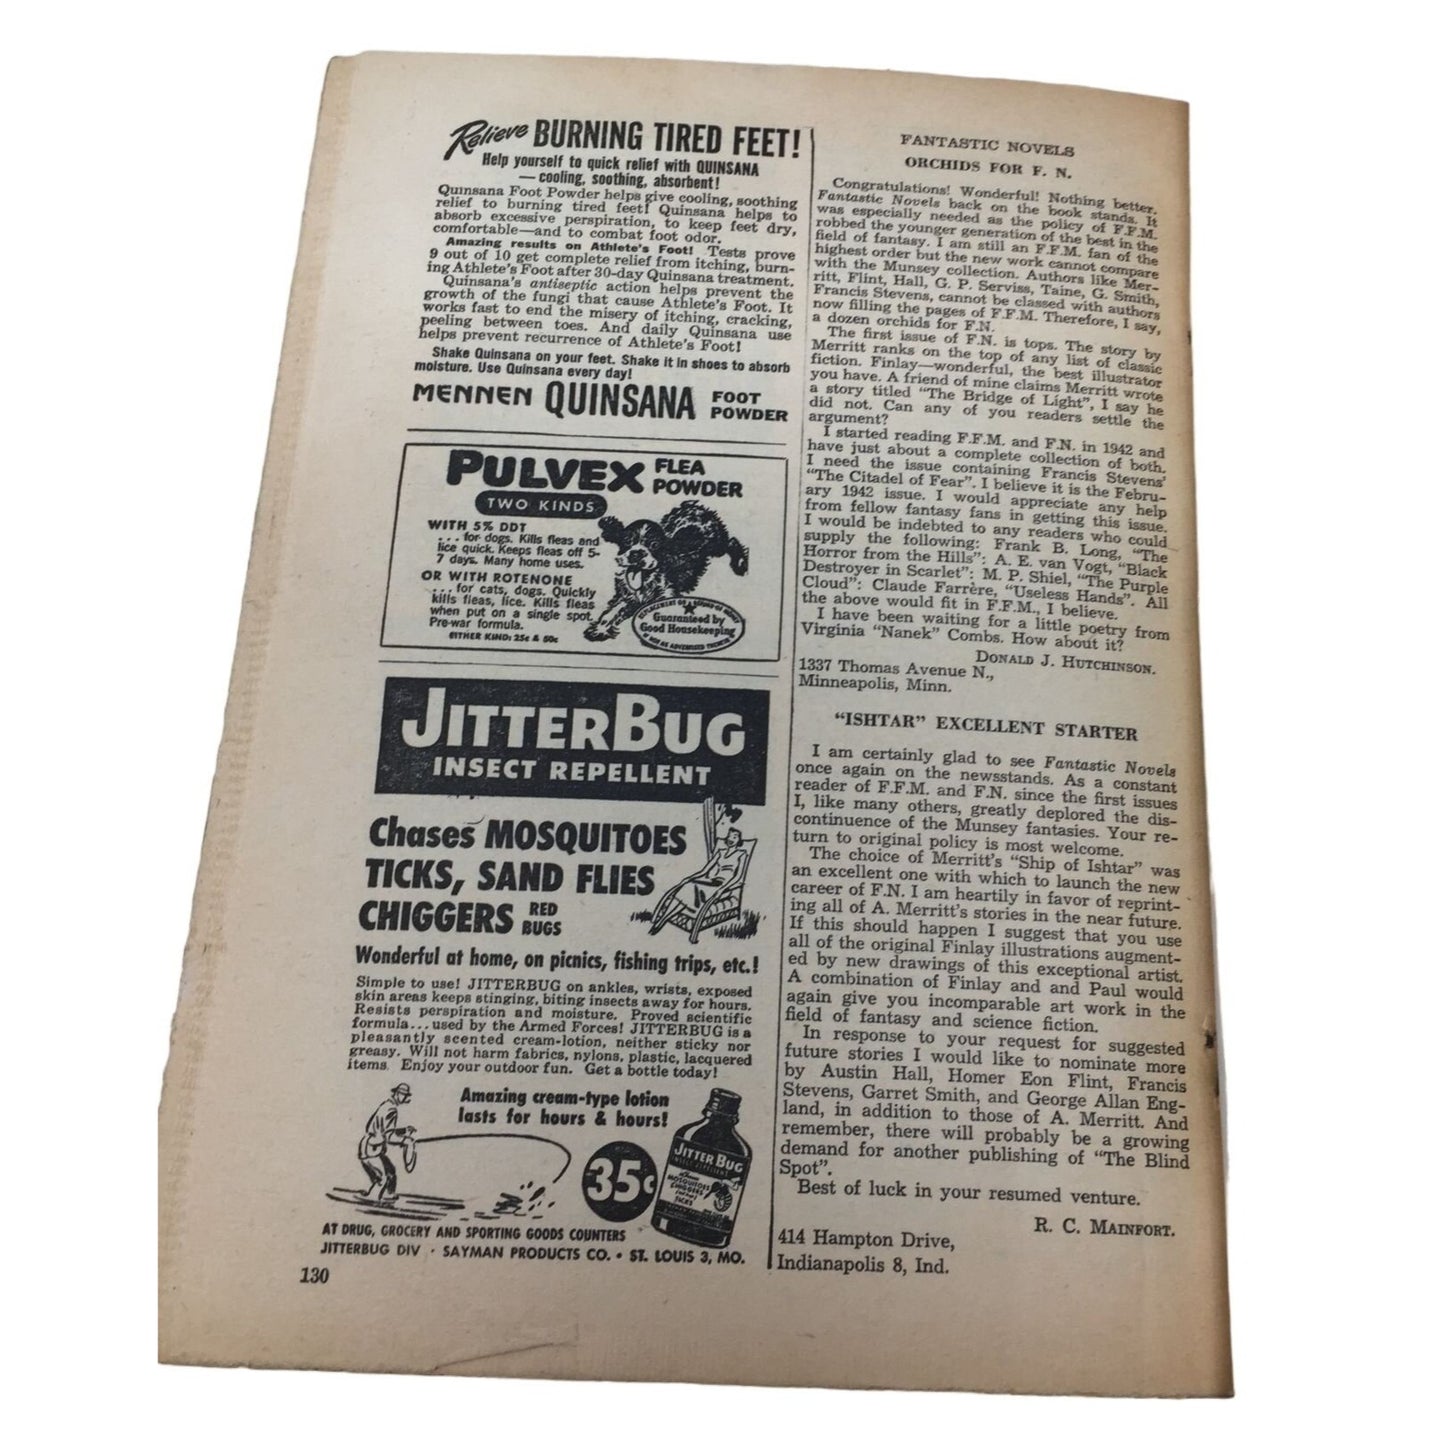 Relieve BURNING TIRED FEET!
Help yourself to quick relief with QUINSANA
— cooling, soothing, absorbent!
Quinsana Foot Powder helps give cooling, soothing
relief to burning tired feet! Quinsana helps to
absorb excessive perspiration, to keep feet dry,
comfortable—and to combat foot odor.
Amazing results on Athlete's Foot! Tests prove
9 out of 10 get complete relief from itching, burn-
ing Athlete's Foot after 30-day Quinsana treatment.
Quinsana's antiseptic action helps prevent the
growth of the fungi that cause Athlete's Foot. It
works fast to end the misery of itching, cracking,
peeling between toes. And daily Quinsana use
helps prevent recurrence of Athlete's Foot!
Shake Quinsana on your feet. Shake it in shoes to absorb
moisture. Use Quinsana every day!
MENNEN QUINSANA FOOT POWDER
PULVEX FLEA POWDER
TWO KINDS
WITH 5% DDT
... for dogs. Kills fleas and
lice quick. Keeps fleas off 5-
7 days. Many home uses.
OR WITH ROTENONE
... for cats, dogs. Quickly
kills fleas, lice. Kills fleas
when put on a single spot.
Pre-war formula.
EITHER KIND: 25¢ & 50¢
Guaranteed by
Good Housekeeping
JITTERBUG
INSECT REPELLENT
Chases MOSQUITOES
TICKS, SAND FLIES
CHIGGERS RED BUGS
Wonderful at home, on picnics, fishing trips, etc.!
Simple to use! JITTERBUG on ankles, wrists, exposed
skin areas keeps stinging, biting insects away for hours.
Resists perspiration and moisture. Proved scientific
formula...used by the Armed Forces! JITTERBUG is a
pleasantly scented cream-lotion, neither sticky nor
greasy. Will not harm fabrics, nylons, plastic, lacquered
items. Enjoy your outdoor fun. Get a bottle today!
Amazing cream-type lotion
lasts for hours & hours!
35¢
JITTER BUG
INSECT REPELLENT
MOSQUITOES
CHIGGERS
TICKS
AT DRUG, GROCERY AND SPORTING GOODS COUNTERS
JITTERBUG DIV · SAYMAN PRODUCTS CO. • ST. LOUIS 3, MO.
130
FANTASTIC NOVELS
ORCHIDS FOR F. N.
Congratulations! Wonderful! Nothing better.
Fantastic Novels back on the book stands. It
was especially needed as the policy of F.F.M.
robbed the younger generation of the best in the
field of fantasy. I am still an F.F.M. fan of the
highest order but the new work cannot compare
with the Munsey collection. Authors like Mer-
ritt, Flint, Hall, G. P. Serviss, Taine, G. Smith,
Francis Stevens, cannot be classed with authors
now filling the pages of F.F.M. Therefore, I say,
a dozen orchids for F.N.
The first issue of F.N. is tops. The story by
Merritt ranks on the top of any list of classic
fiction. Finlay—wonderful, the best illustrator
you have. A friend of mine claims Merritt wrote
a story titled "The Bridge of Light", I say he
did not. Can any of you readers settle the
argument?
I started reading F.F.M. and F.N. in 1942 and
have just about a complete collection of both.
I need the issue containing Francis Stevens'
"The Citadel of Fear". I believe it is the Febru-
ary 1942 issue. I would appreciate any help
from fellow fantasy fans in getting this issue.
I would be indebted to any readers who could
supply the following: Frank B. Long, "The
Horror from the Hills": A. E. van Vogt, "Black
Destroyer in Scarlet": M. P. Shiel, "The Purple
Cloud": Claude Farrère, "Useless Hands". All
the above would fit in F.F.M., I believe.
I have been waiting for a little poetry from
Virginia "Nanek" Combs. How about it?
DONALD J. HUTCHINSON.
1337 Thomas Avenue N.,
Minneapolis, Minn.
"ISHTAR" EXCELLENT STARTER
I am certainly glad to see Fantastic Novels
once again on the newsstands. As a constant
reader of F.F.M. and F.N. since the first issues
I, like many others, greatly deplored the dis-
continuence of the Munsey fantasies. Your re-
turn to original policy is most welcome.
The choice of Merritt's "Ship of Ishtar" was
an excellent one with which to launch the new
career of F.N. I am heartily in favor of reprint-
ing all of A. Merritt's stories in the near future.
If this should happen I suggest that you use
all of the original Finlay illustrations augment-
ed by new drawings of this exceptional artist.
A combination of Finlay and and Paul would
again give you incomparable art work in the
field of fantasy and science fiction.
In response to your request for suggested
future stories I would like to nominate more
by Austin Hall, Homer Eon Flint, Francis
Stevens, Garret Smith, and George Allan Eng-
land, in addition to those of A. Merritt. And
remember, there will probably be a growing
demand for another publishing of "The Blind
Spot".
Best of luck in your resumed venture.
R. C. MAINFORT.
414 Hampton Drive,
Indianapolis 8, Ind.